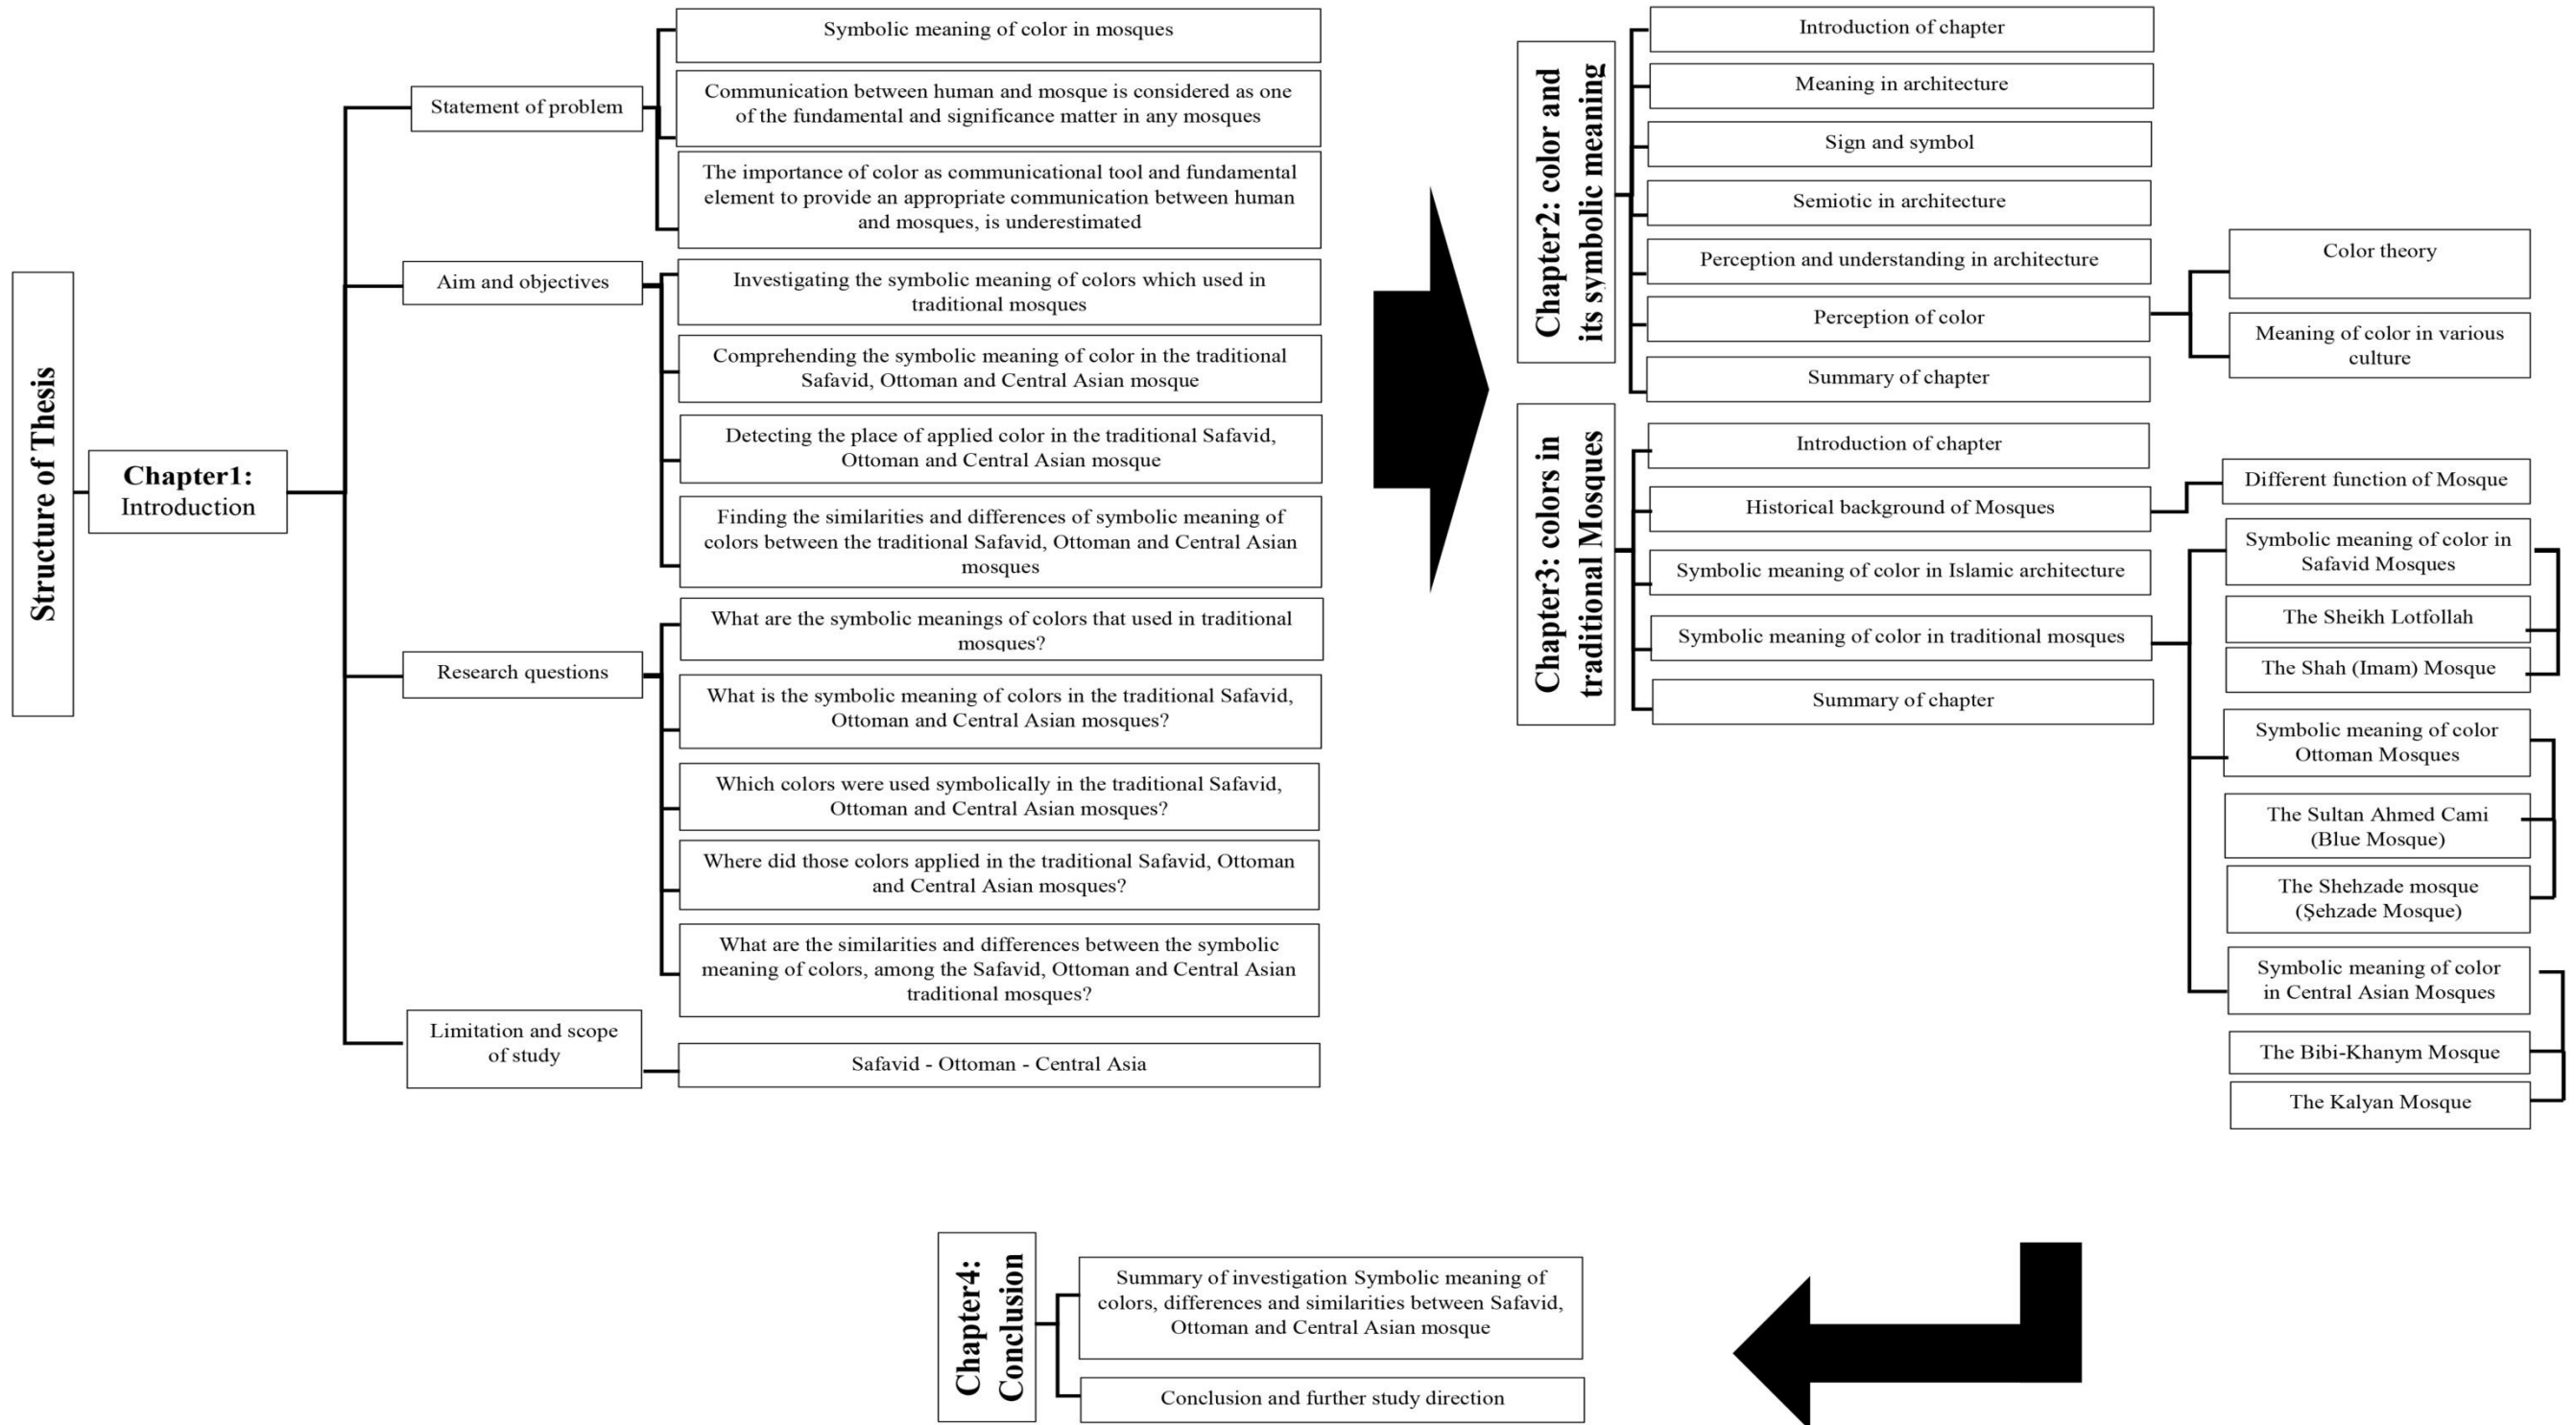 Structure of Thesis
Chapter1:
Introduction
Statement of problem
Symbolic meaning of color in mosques
Communication between human and mosque is considered as one
of the fundamental and significance matter in any mosques
The importance of color as communicational tool and fundamental
element to provide an appropriate communication between human
and mosques, is underestimated
Aim and objectives
Investigating the symbolic meaning of colors which used in
traditional mosques
Comprehending the symbolic meaning of color in the traditional
Safavid, Ottoman and Central Asian mosque
Detecting the place of applied color in the traditional Safavid,
Ottoman and Central Asian mosque
Finding the similarities and differences of symbolic meaning of
colors between the traditional Safavid, Ottoman and Central Asian
mosques
Research questions
What are the symbolic meanings of colors that used in traditional
mosques?
What is the symbolic meaning of colors in the traditional Safavid,
Ottoman and Central Asian mosques?
Which colors were used symbolically in the traditional Safavid,
Ottoman and Central Asian mosques?
Where did those colors applied in the traditional Safavid, Ottoman
and Central Asian mosques?
What are the similarities and differences between the symbolic
meaning of colors, among the Safavid, Ottoman and Central Asian
traditional mosques?
Limitation and scope
of study
Safavid - Ottoman - Central Asia
Chapter2: color and
its symbolic meaning
Introduction of chapter
Meaning in architecture
Sign and symbol
Semiotic in architecture
Perception and understanding in architecture
Perception of color
Color theory
Meaning of color in various
culture
Summary of chapter
Chapter3: colors in
traditional Mosques
Introduction of chapter
Historical background of Mosques
Different function of Mosque
Symbolic meaning of color in Islamic architecture
Symbolic meaning of color in traditional mosques
Symbolic meaning of color in
Safavid Mosques
The Sheikh Lotfollah
The Shah (Imam) Mosque
Symbolic meaning of color
Ottoman Mosques
The Sultan Ahmed Cami
(Blue Mosque)
The Shehzade mosque
(Şehzade Mosque)
Symbolic meaning of color
in Central Asian Mosques
The Bibi-Khanym Mosque
The Kalyan Mosque
Summary of chapter
Chapter4:
Conclusion
Summary of investigation Symbolic meaning of
colors, differences and similarities between Safavid,
Ottoman and Central Asian mosque
Conclusion and further study direction